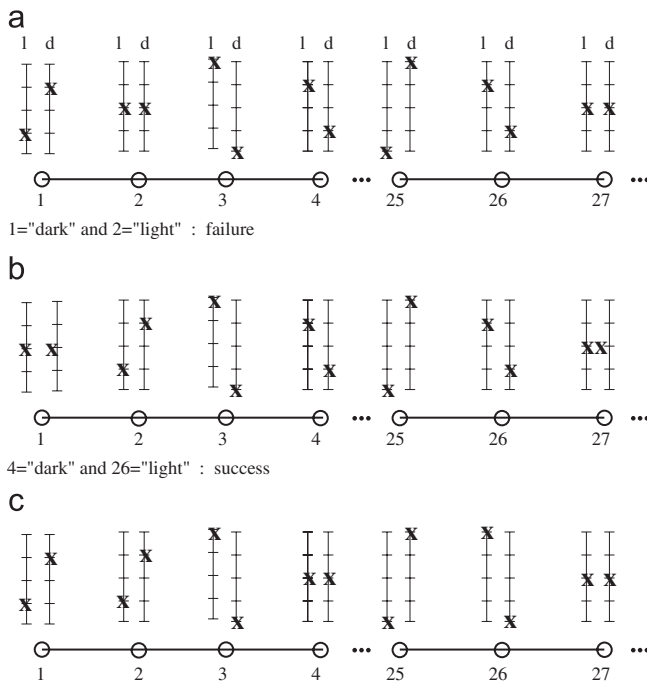 a
l d l d l d l d l d l d l d
X X X X X X X X X X X X X X
1 2 3 4 ... 25 26 27 ...
1="dark" and 2="light" : failure
b
X X X X X X X X X X X X X X
1 2 3 4 ... 25 26 27 ...
4="dark" and 26="light" : success
c
X X X X X X X X X X X X X X
1 2 3 4 ... 25 26 27 ...